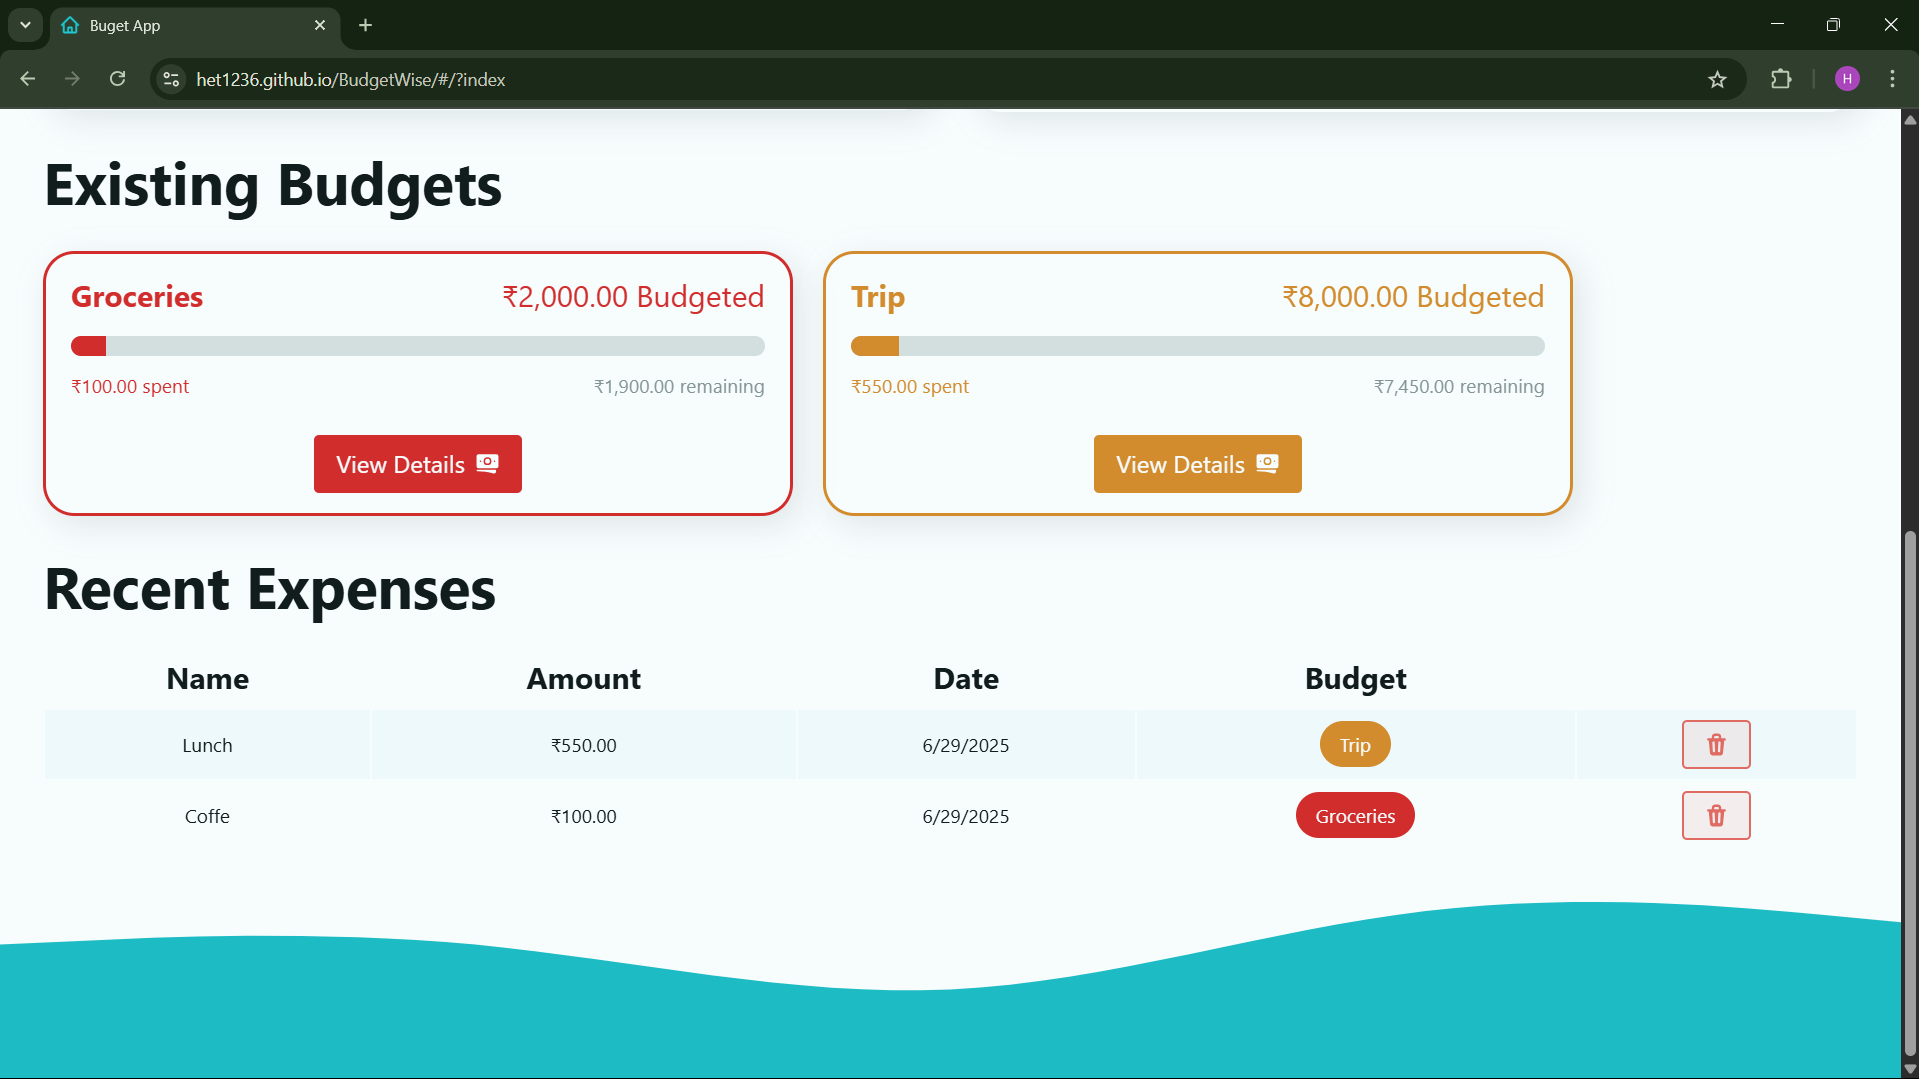 Buget App
het1236.github.io/BudgetWise/#/?index
H
Existing Budgets
Groceries ₹2,000.00 Budgeted
₹100.00 spent ₹1,900.00 remaining
View Details
Trip ₹8,000.00 Budgeted
₹550.00 spent ₹7,450.00 remaining
View Details
Recent Expenses
Name Amount Date Budget
Lunch ₹550.00 6/29/2025 Trip
Coffe ₹100.00 6/29/2025 Groceries